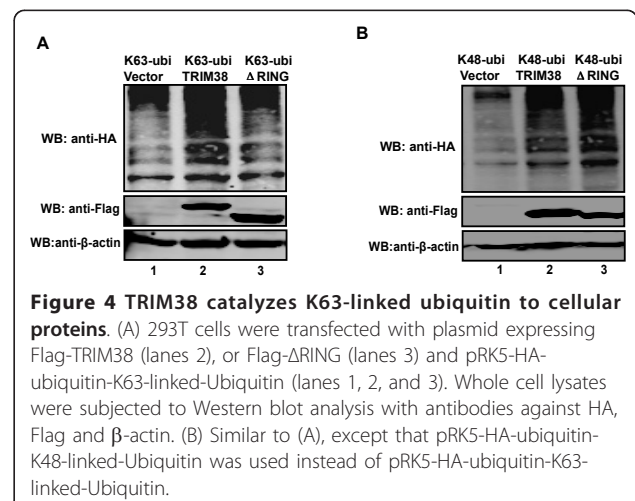 A
K63-ubi K63-ubi K63-ubi
Vector TRIM38 Δ RING
WB: anti-HA
WB: anti-Flag
WB:anti-β-actin
1 2 3
B
K48-ubi K48-ubi K48-ubi
Vector TRIM38 Δ RING
WB: anti-HA
WB: anti-Flag
WB:anti-β-actin
1 2 3
Figure 4 TRIM38 catalyzes K63-linked ubiquitin to cellular
proteins. (A) 293T cells were transfected with plasmid expressing
Flag-TRIM38 (lanes 2), or Flag-ΔRING (lanes 3) and pRK5-HA-
ubiquitin-K63-linked-Ubiquitin (lanes 1, 2, and 3). Whole cell lysates
were subjected to Western blot analysis with antibodies against HA,
Flag and β-actin. (B) Similar to (A), except that pRK5-HA-ubiquitin-
K48-linked-Ubiquitin was used instead of pRK5-HA-ubiquitin-K63-
linked-Ubiquitin.